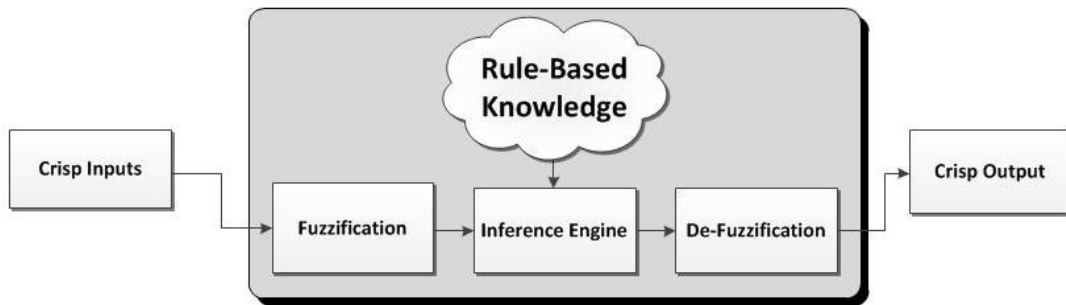 Rule-Based
Knowledge
Crisp Inputs
Crisp Output
Fuzzification
Inference Engine
De-Fuzzification